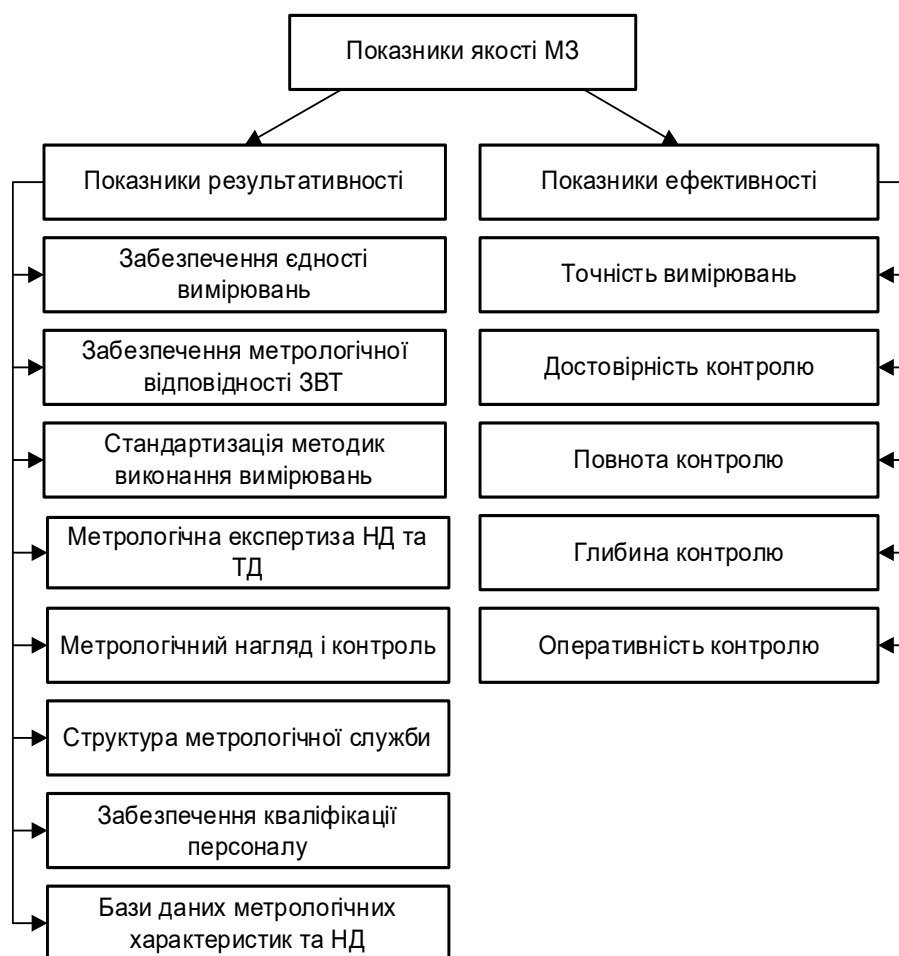 Показники якості МЗ
Показники результативності
Забезпечення єдності
вимірювань
Забезпечення метрологічної
відповідності ЗВТ
Стандартизація методик
виконання вимірювань
Метрологічна експертиза НД та
ТД
Метрологічний нагляд і контроль
Структура метрологічної служби
Забезпечення кваліфікації
персоналу
Бази даних метрологічних
характеристик та НД
Показники ефективності
Точність вимірювань
Достовірність контролю
Повнота контролю
Глибина контролю
Оперативність контролю